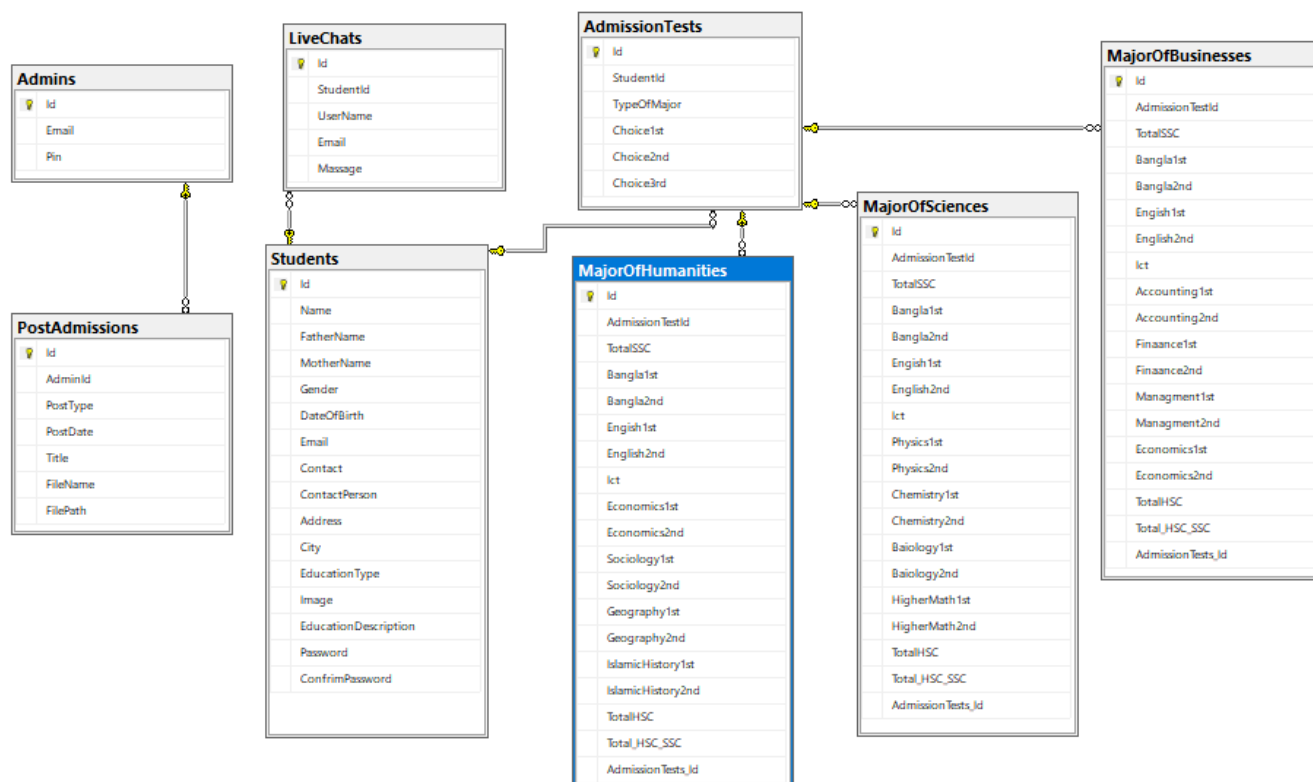 Admins
Id
Email
Pin
LiveChats
Id
StudentId
UserName
Email
Massage
AdmissionTests
Id
StudentId
TypeOfMajor
Choice1st
Choice2nd
Choice3rd
MajorOfBusinesses
Id
AdmissionTestId
TotalSSC
Bangla1st
Bangla2nd
Engish1st
English2nd
Ict
Accounting1st
Accounting2nd
Finaance1st
Finaance2nd
Managment1st
Managment2nd
Economics1st
Economics2nd
TotalHSC
Total_HSC_SSC
AdmissionTests_Id
PostAdmissions
Id
AdminId
PostType
PostDate
Title
FileName
FilePath
Students
Id
Name
FatherName
MotherName
Gender
DateOfBirth
Email
Contact
ContactPerson
Address
City
EducationType
Image
EducationDescription
Password
ConfrimPassword
MajorOfHumanities
Id
AdmissionTestId
TotalSSC
Bangla1st
Bangla2nd
Engish1st
English2nd
Ict
Economics1st
Economics2nd
Sociology1st
Sociology2nd
Geography1st
Geography2nd
IslamicHistory1st
IslamicHistory2nd
TotalHSC
Total_HSC_SSC
AdmissionTests_Id
MajorOfSciences
Id
AdmissionTestId
TotalSSC
Bangla1st
Bangla2nd
Engish1st
English2nd
Ict
Physics1st
Physics2nd
Chemistry1st
Chemistry2nd
Baiology1st
Baiology2nd
HigherMath1st
HigherMath2nd
TotalHSC
Total_HSC_SSC
AdmissionTests_Id